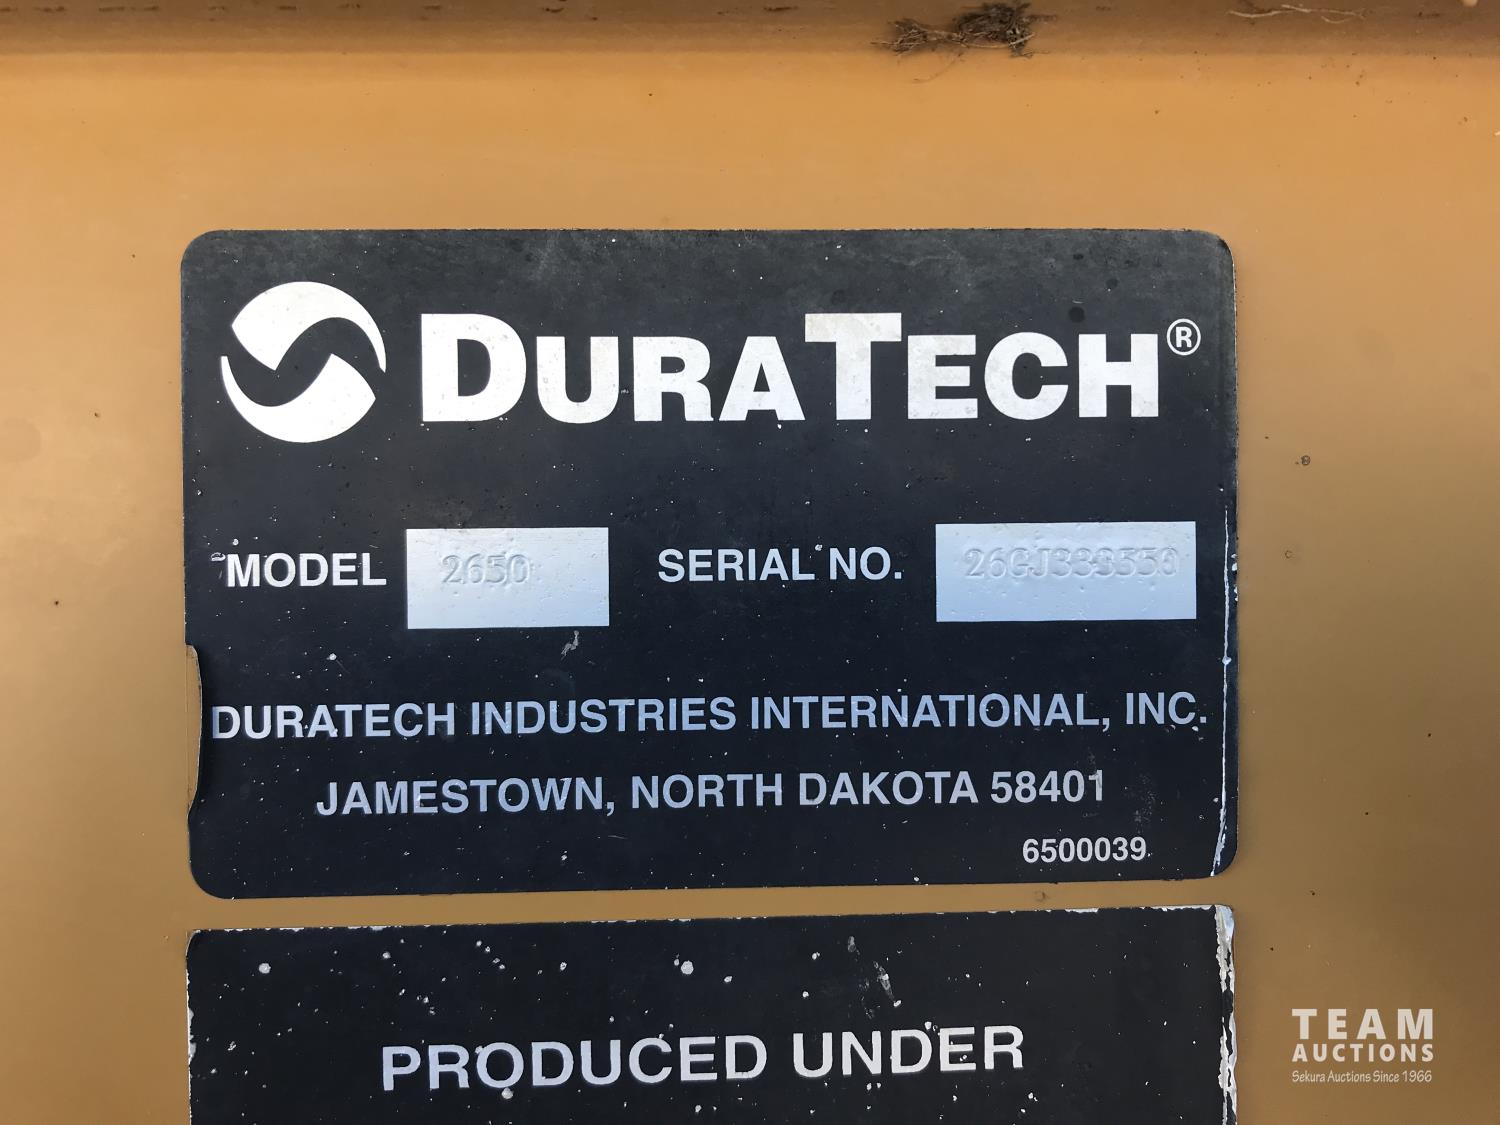 DURATECH®
MODEL 2650 SERIAL NO.
DURATECH INDUSTRIES INTERNATIONAL, INC.
JAMESTOWN, NORTH DAKOTA 58401
6500039
PRODUCED UNDER
TEAM
AUCTIONS
Sekura Auctions Since 1966